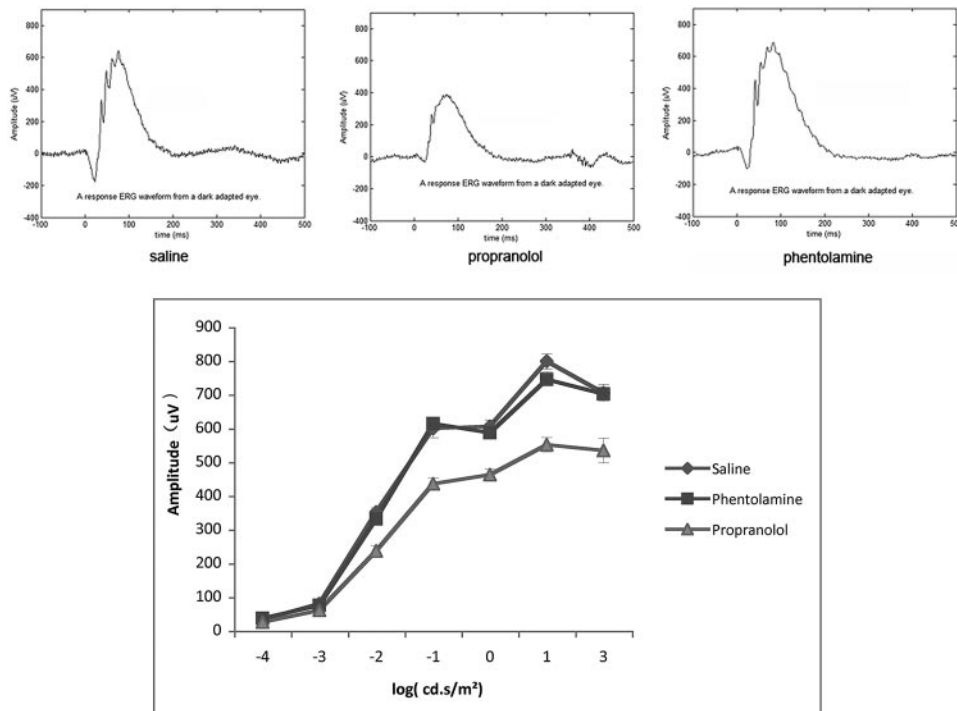 800
600
400
200
0
-200
-400
Amplitude (uV)
A response ERG waveform from a dark adapted eye.
-100 0 100 200 300 400 500
time (ms)
saline
800
600
400
200
0
-200
-400
Amplitude (uV)
A response ERG waveform from a dark adapted eye.
-100 0 100 200 300 400 500
time (ms)
propranolol
800
600
400
200
0
-200
-400
Amplitude (uV)
A response ERG waveform from a dark adapted eye.
-100 0 100 200 300 400 500
time (ms)
phentolamine
900
800
700
600
500
400
300
200
100
0
Amplitude（uV)
-4 -3 -2 -1 0 1 3
log( cd.s/m²)
Saline
Phentolamine
Propranolol